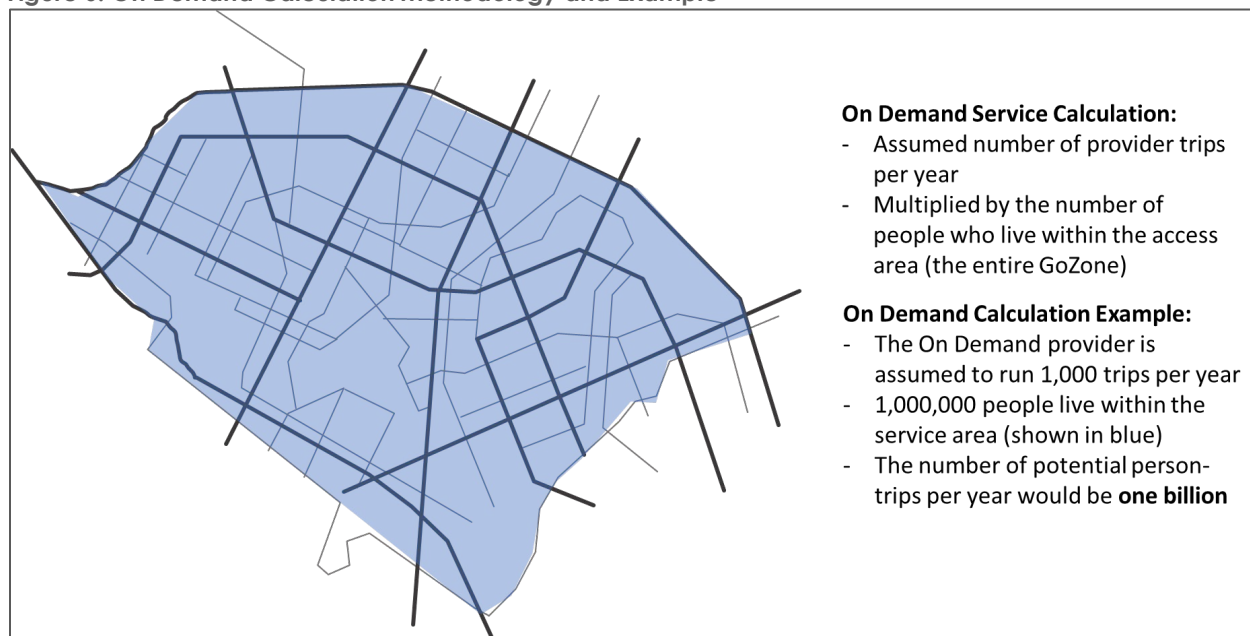 On Demand Service Calculation:
- Assumed number of provider trips
per year
- Multiplied by the number of
people who live within the access
area (the entire GoZone)
On Demand Calculation Example:
- The On Demand provider is
assumed to run 1,000 trips per year
- 1,000,000 people live within the
service area (shown in blue)
- The number of potential person-
trips per year would be one billion